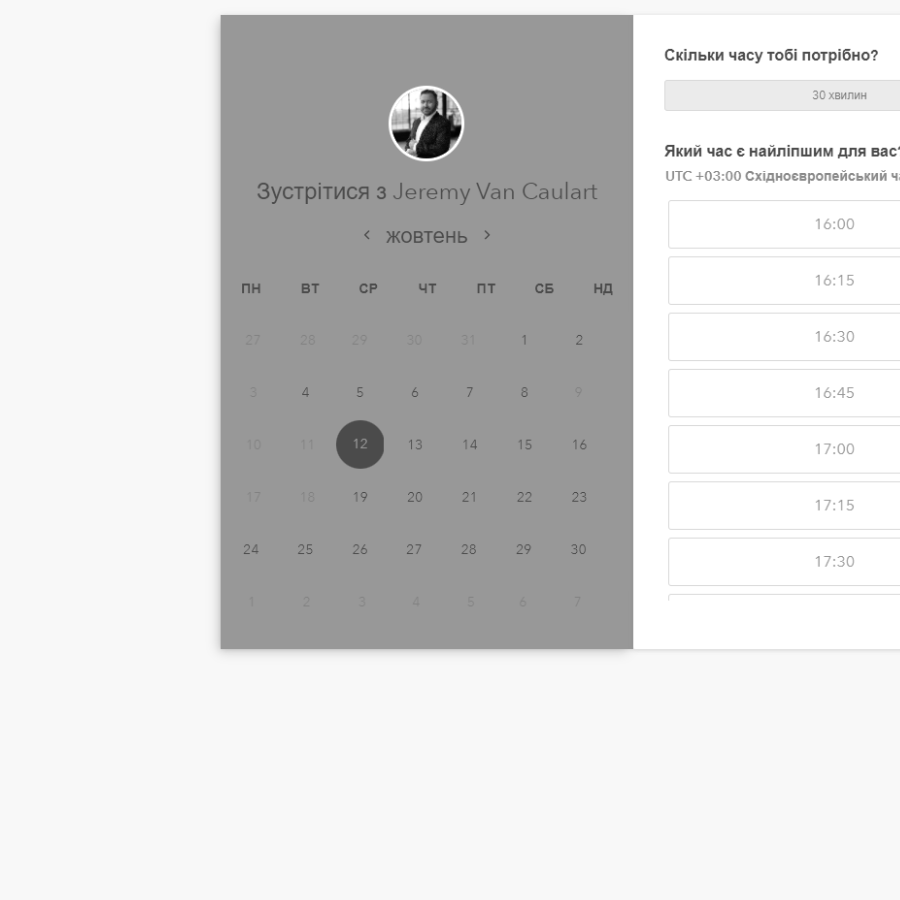 Зустрітися з Jeremy Van Caulart
жовтень
ПН ВТ СР ЧТ ПТ СБ НД
27 28 29 30 31 1 2
3 4 5 6 7 8 9
10 11 12 13 14 15 16
17 18 19 20 21 22 23
24 25 26 27 28 29 30
1 2 3 4 5 6 7
Скільки часу тобі потрібно?
30 хвилин
Який час є найліпшим для вас?
UTC +03:00 Східноєвропейський ча
16:00
16:15
16:30
16:45
17:00
17:15
17:30